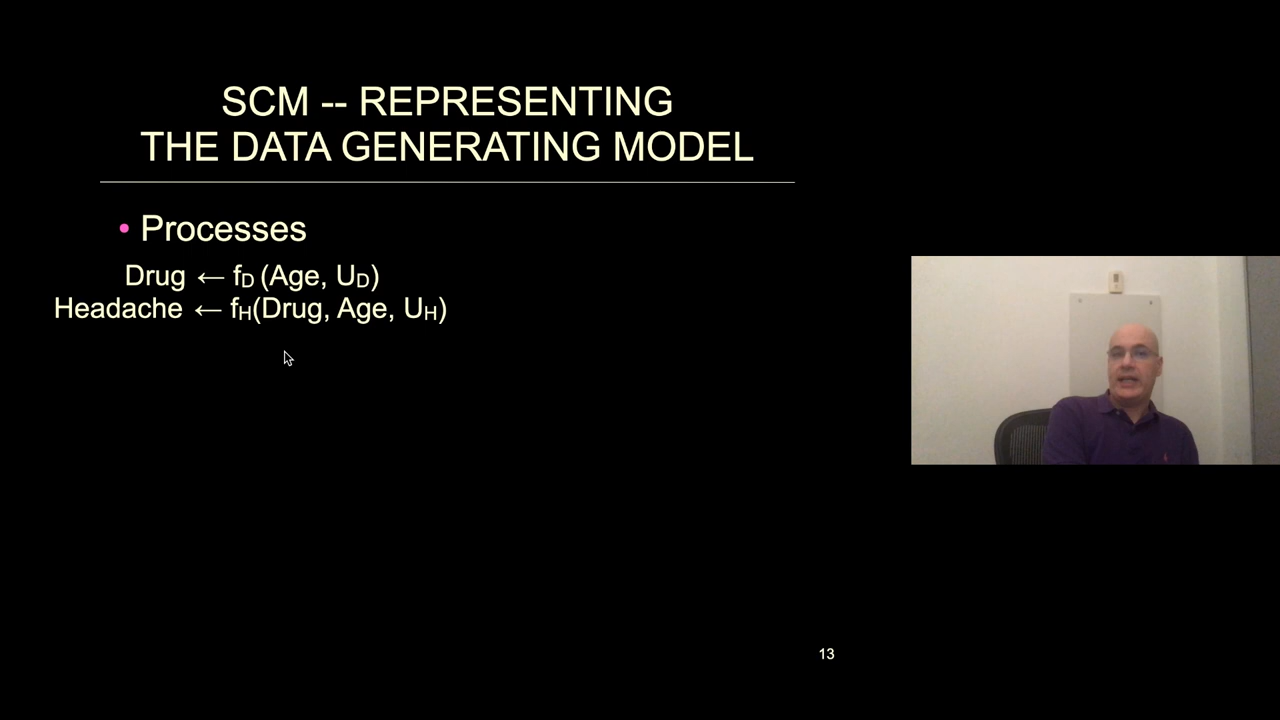 SCM -- REPRESENTING
THE DATA GENERATING MODEL
• Processes
Drug ← fD (Age, UD)
Headache ← fH(Drug, Age, UH)
13